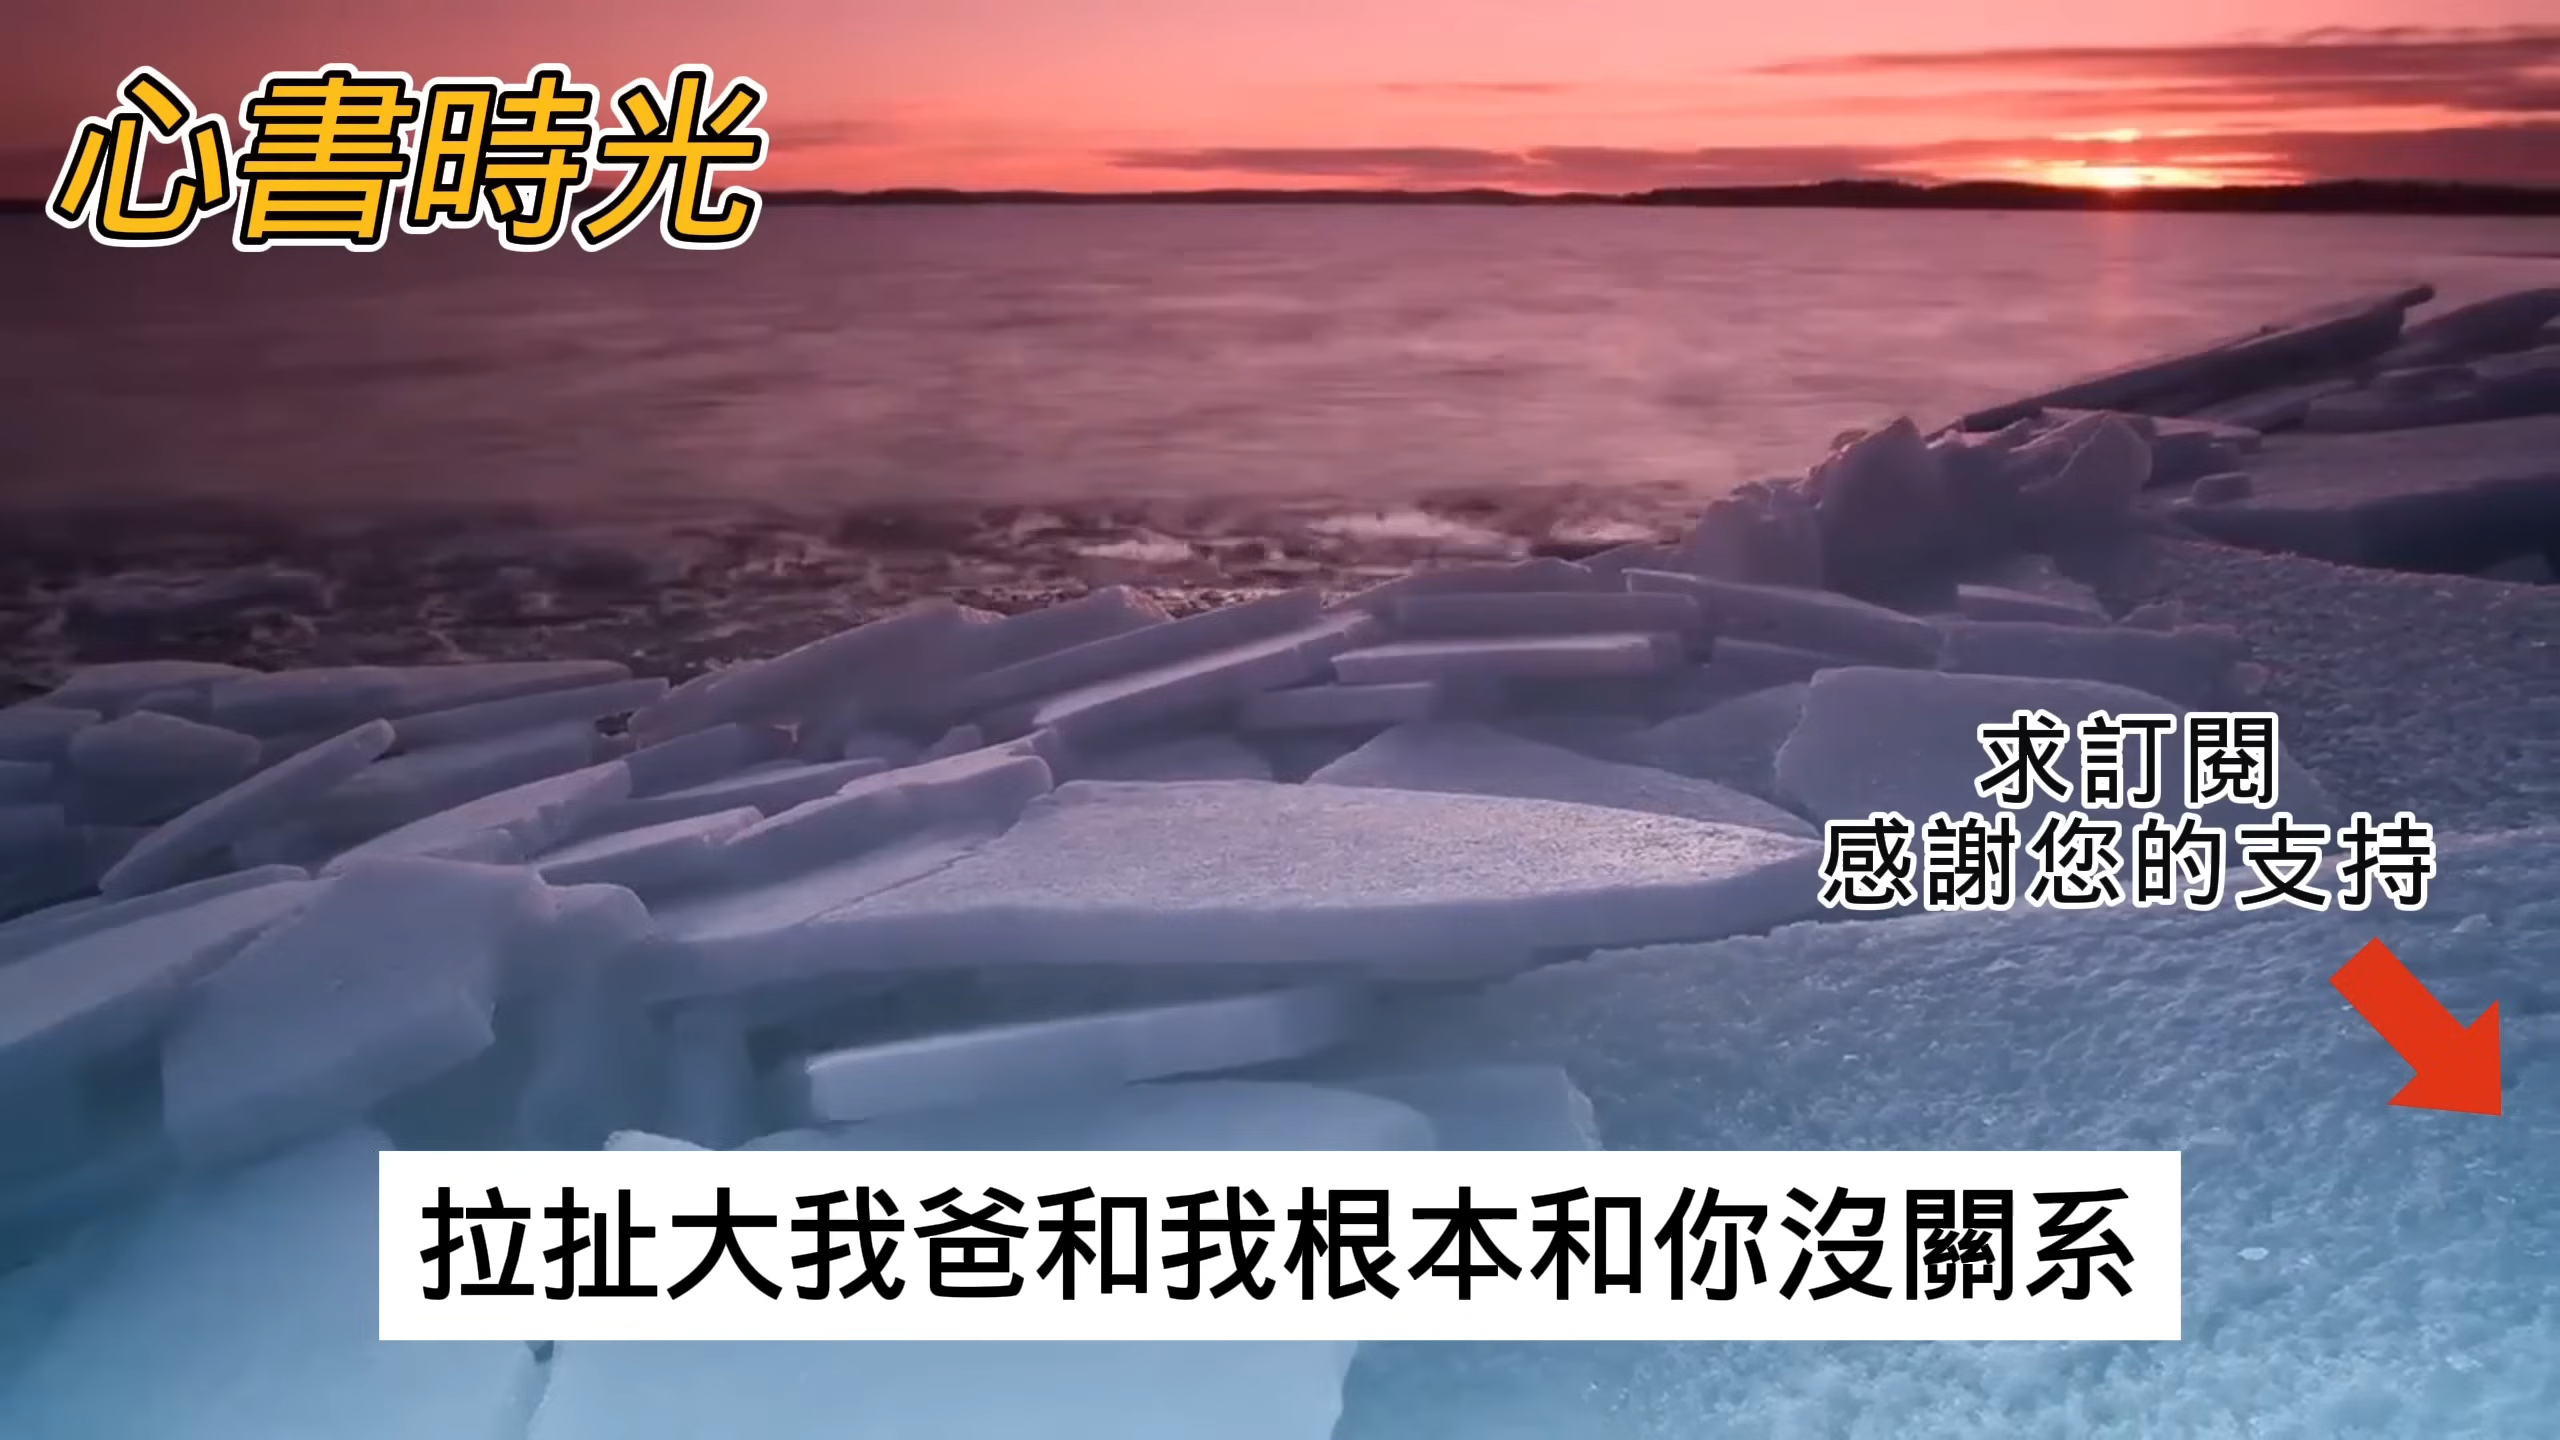 心書時光
求訂閱
感謝您的支持
拉扯大我爸和我根本和你沒關系